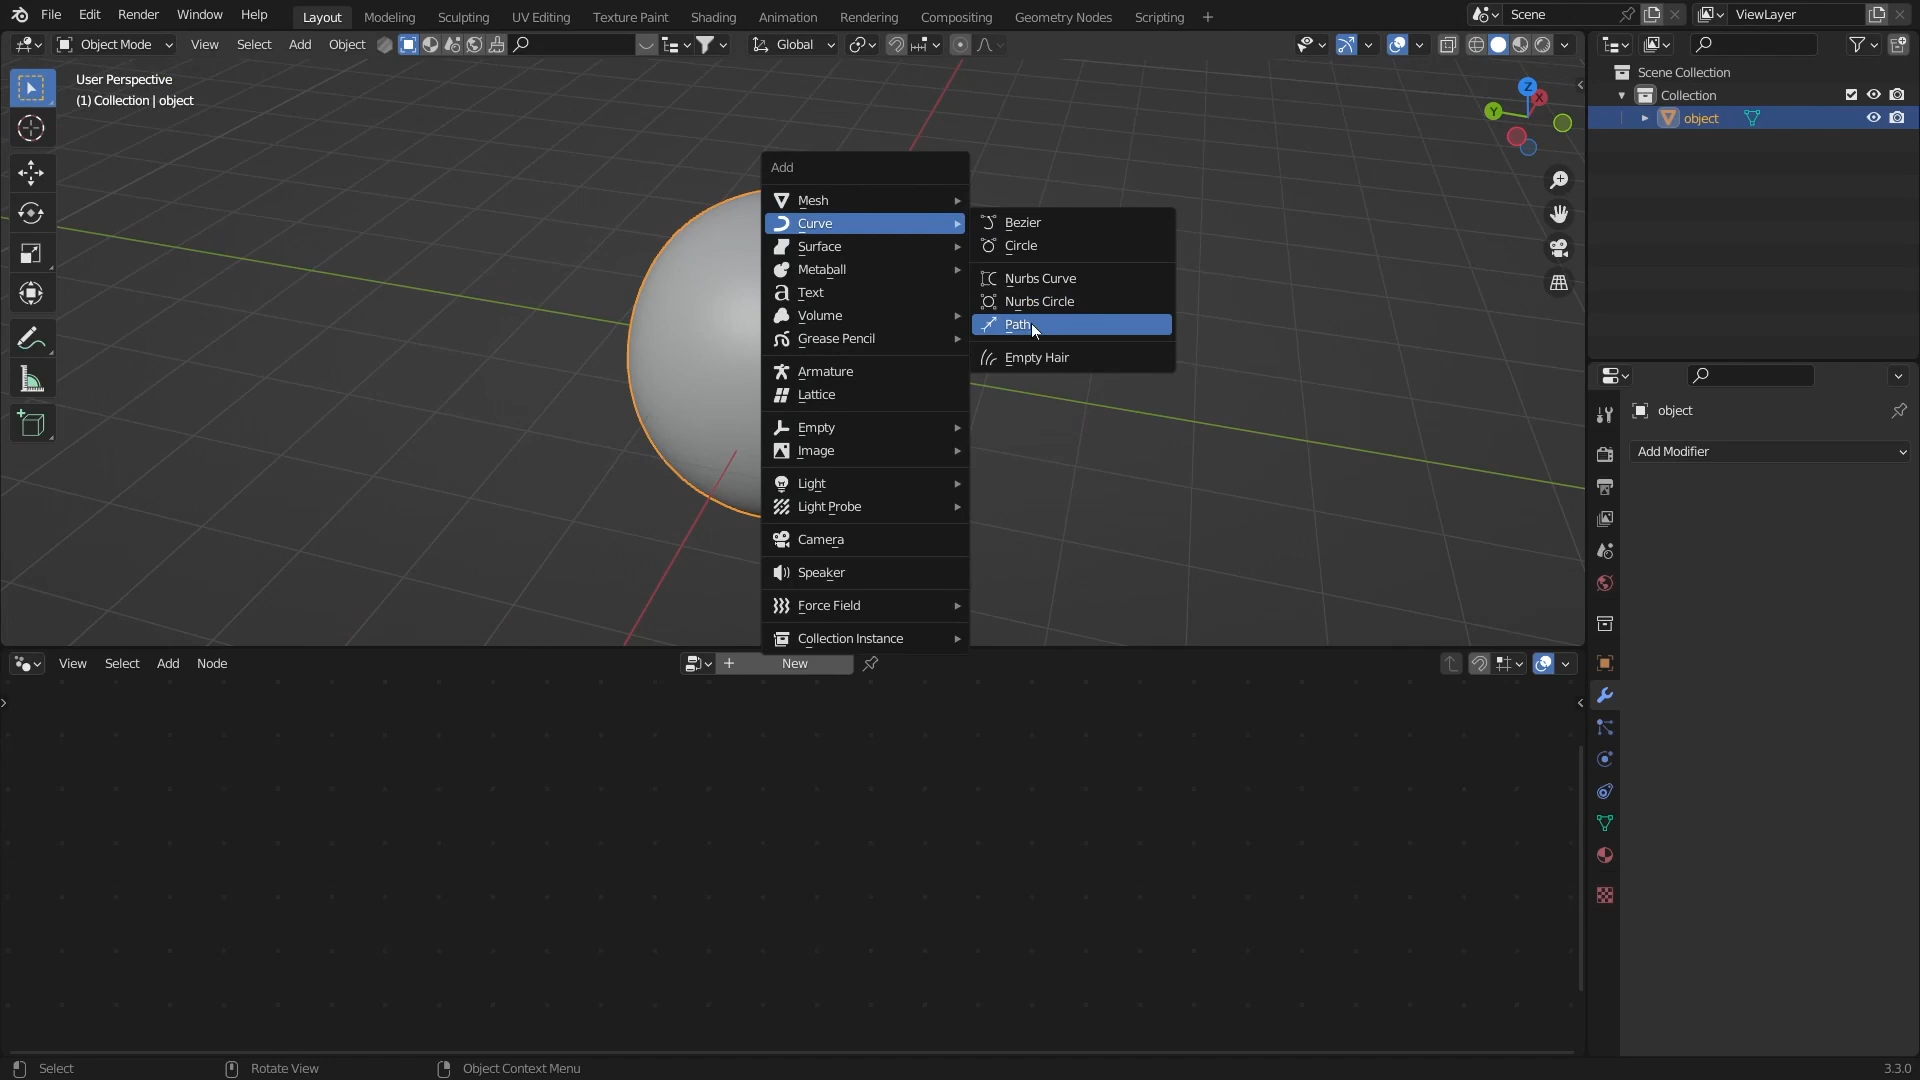 File Edit Render Window Help Layout Modeling Sculpting UV Editing Texture Paint Shading Animation Rendering Compositing Geometry Nodes Scripting + Scene ViewLayer
Object Mode View Select Add Object Global
User Perspective
(1) Collection | object
Z
X
Y
Scene Collection
Collection
object
Add
Mesh
Curve
Surface
Metaball
Text
Volume
Grease Pencil
Armature
Lattice
Empty
Image
Light
Light Probe
Camera
Speaker
Force Field
Collection Instance
Bezier
Circle
Nurbs Curve
Nurbs Circle
Path
Empty Hair
object
Add Modifier
View Select Add Node + New
Select Rotate View Object Context Menu 3.3.0